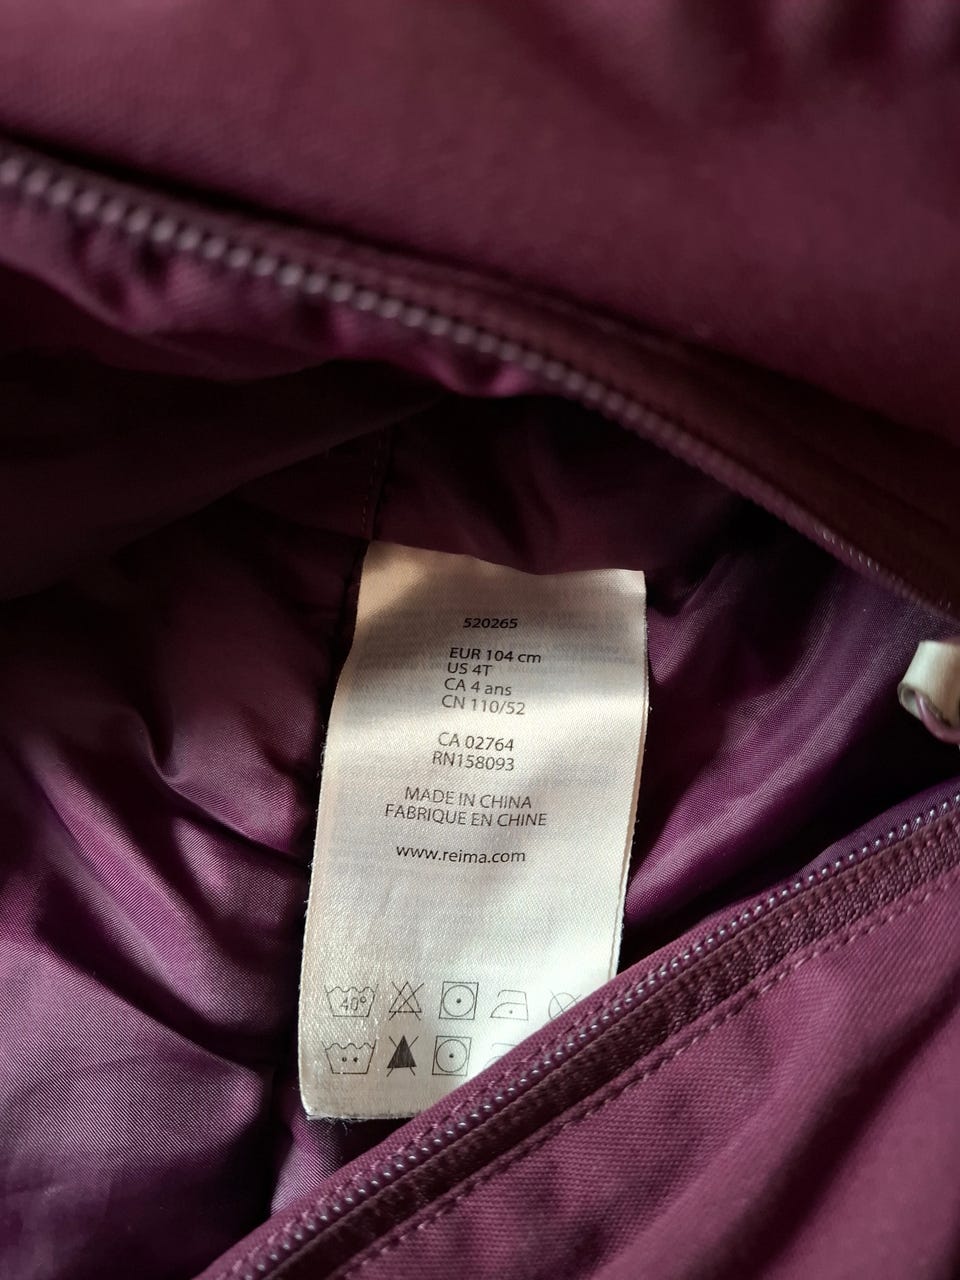 520265
EUR 104 cm
US 4T
CA 4 ans
CN 110/52
CA 02764
RN158093
MADE IN CHINA
FABRIQUE EN CHINE
www.reima.com
40°